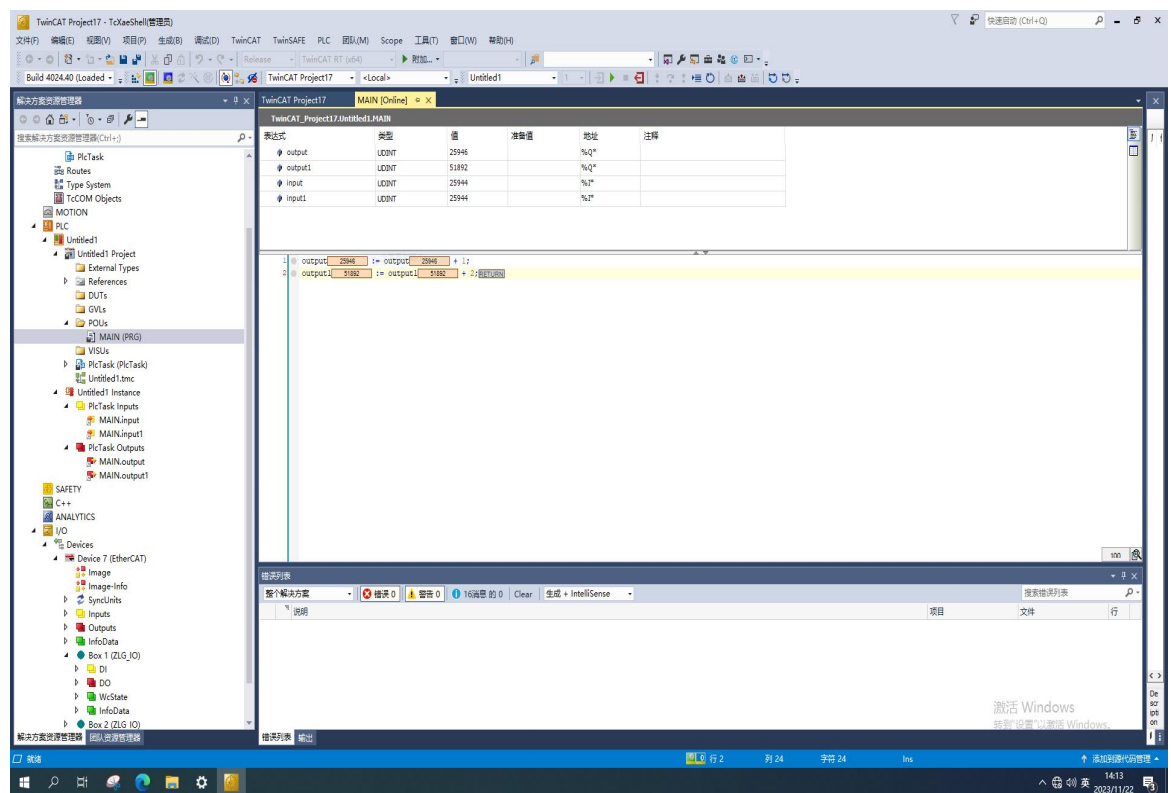 TwinCAT Project17 - TcXaeShell(管理员)
快速启动 (Ctrl+Q)
文件(F) 编辑(E) 视图(V) 项目(P) 生成(B) 调试(D) TwinCAT TwinSAFE PLC 团队(M) Scope 工具(T) 窗口(W) 帮助(H)
Release TwinCAT RT (x64) 附加...
Build 4024.40 (Loaded TwinCAT Project17 <Local> Untitled1
解决方案资源管理器
搜索解决方案资源管理器(Ctrl+;)
PlcTask
Routes
Type System
TcCOM Objects
MOTION
PLC
Untitled1
Untitled1 Project
External Types
References
DUTs
GVLs
POUs
MAIN (PRG)
VISUs
PlcTask (PlcTask)
Untitled1.tmc
Untitled1 Instance
PlcTask Inputs
MAIN.input
MAIN.input1
PlcTask Outputs
MAIN.output
MAIN.output1
SAFETY
C++
ANALYTICS
I/O
Devices
Device 7 (EtherCAT)
Image
Image-Info
SyncUnits
Inputs
Outputs
InfoData
Box 1 (ZLG_IO)
DI
DO
WcState
InfoData
Box 2 (ZLG IO)
解决方案资源管理器 团队资源管理器
TwinCAT Project17 MAIN [Online]
TwinCAT_Project17.Untitled1.MAIN
表达式 类型 值 准备值 地址 注释
output UDINT 25946 %Q*
output1 UDINT 51892 %Q*
input UDINT 25944 %I*
input1 UDINT 25944 %I*
1 output 25946 := output 25946 + 1;
2 output1 51892 := output1 51892 + 2; RETURN
100
错误列表
整个解决方案 错误 0 警告 0 16消息 的 0 Clear 生成 + IntelliSense 搜索错误列表
说明 项目 文件 行
错误列表 输出
De
scr
ipti
on
激活 Windows
转到"设置"以激活 Windows。
就绪 0 行 2 列 24 字符 24 Ins 添加到源代码管理
英 14:13
2023/11/22